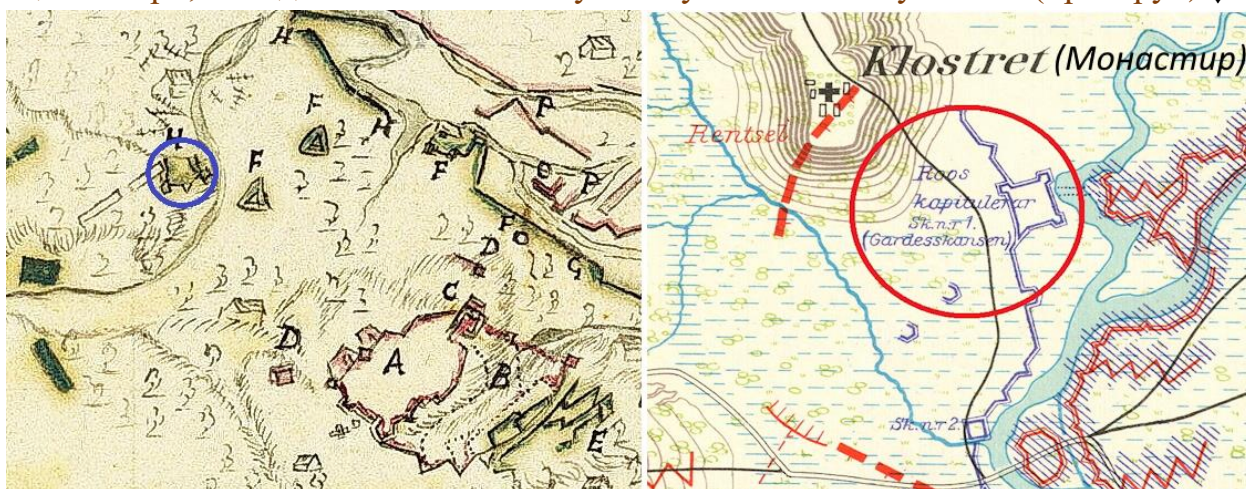 H
H
P
F
H
F
F
P
F
G
D
C
D
A
B
E
Klostret (Монастир)
Rentsel
Roos
kapitulerar
Sk.n:r 1.
(Gardesskansen)
Sk.n:r 2.